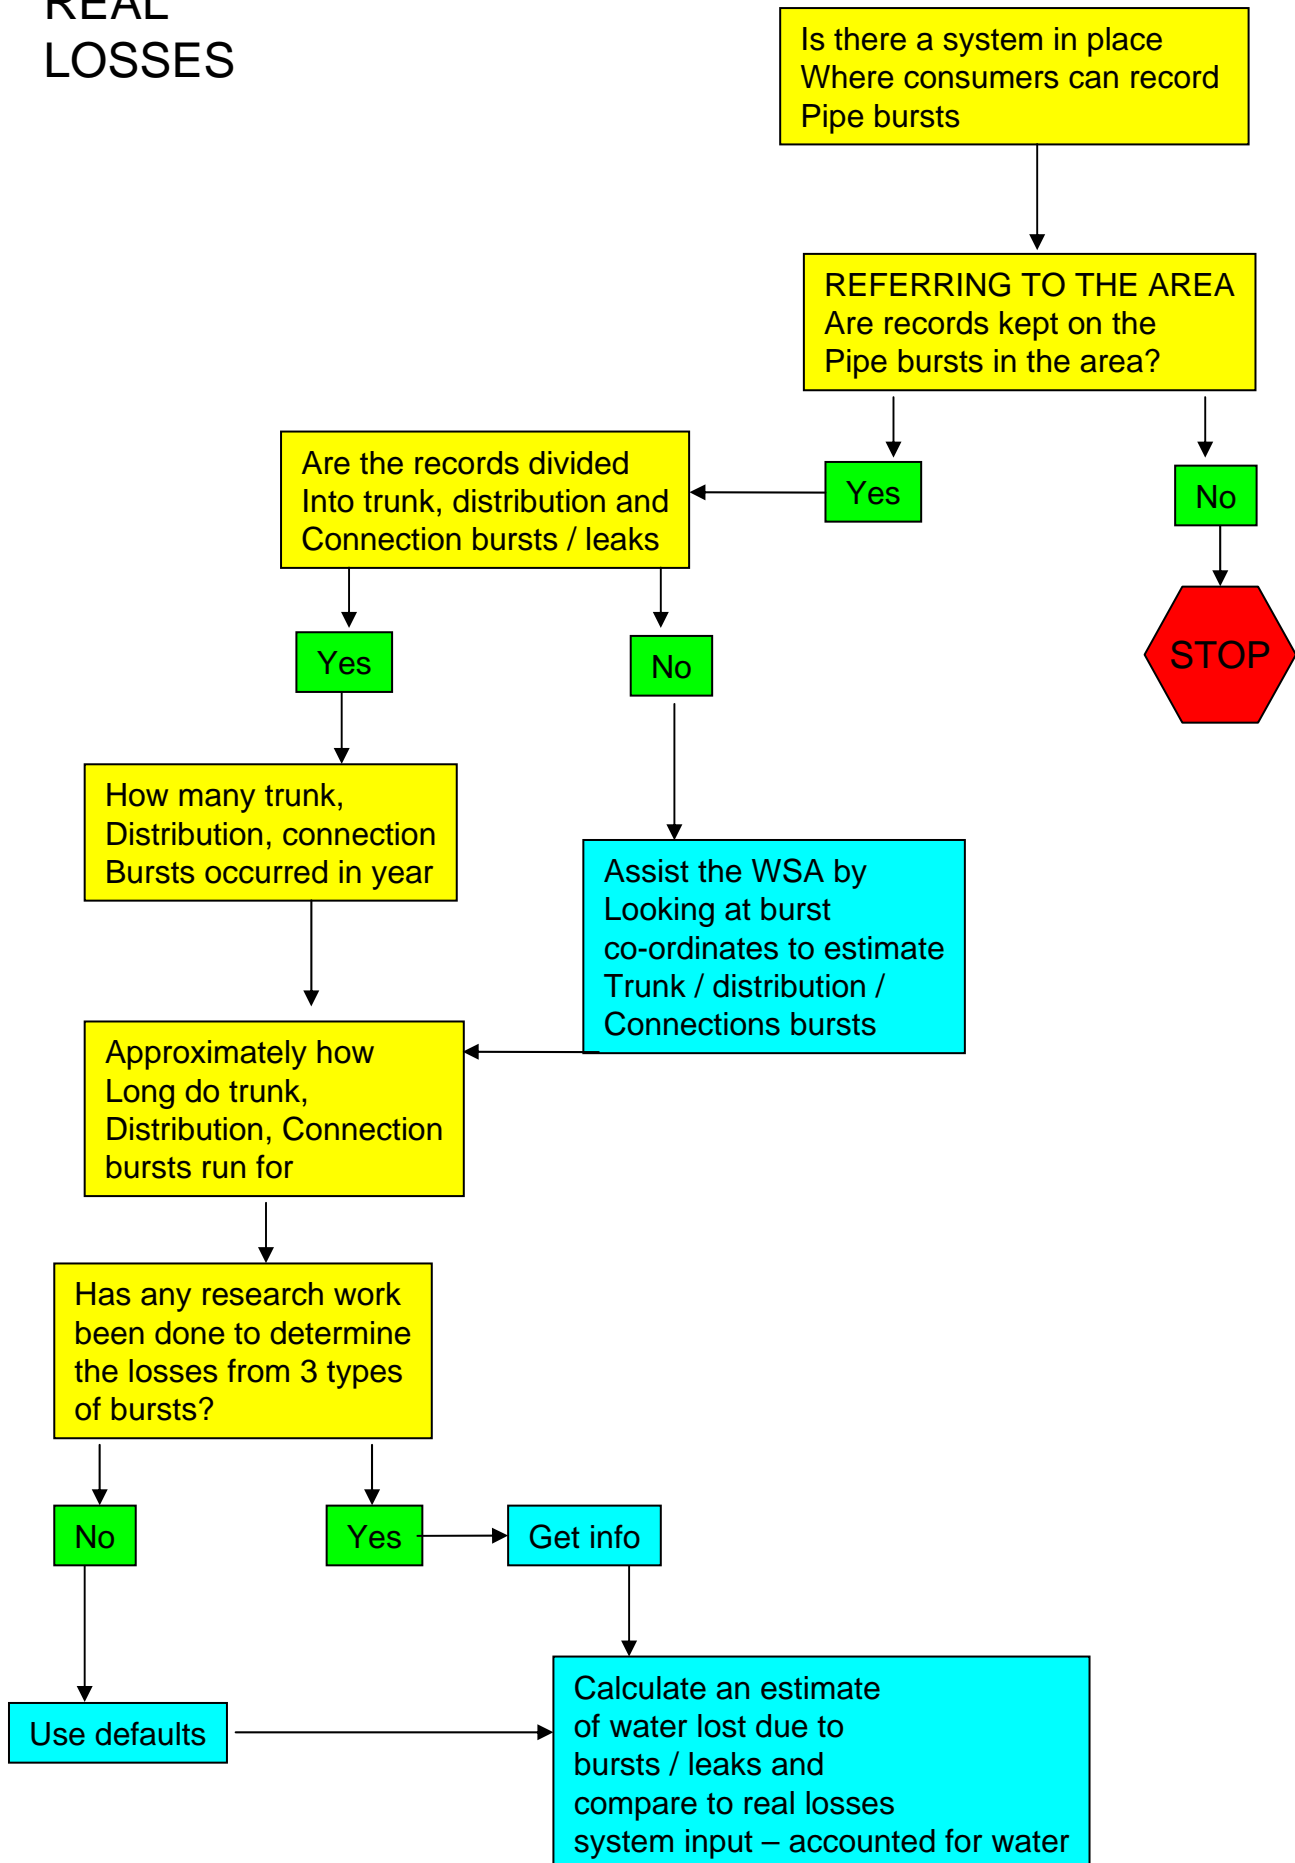 REAL
LOSSES
Is there a system in place
Where consumers can record
Pipe bursts
REFERRING TO THE AREA
Are records kept on the
Pipe bursts in the area?
Yes
No
STOP
Are the records divided
Into trunk, distribution and
Connection bursts / leaks
Yes
No
How many trunk,
Distribution, connection
Bursts occurred in year
Assist the WSA by
Looking at burst
co-ordinates to estimate
Trunk / distribution /
Connections bursts
Approximately how
Long do trunk,
Distribution, Connection
bursts run for
Has any research work
been done to determine
the losses from 3 types
of bursts?
No
Yes
Get info
Use defaults
Calculate an estimate
of water lost due to
bursts / leaks and
compare to real losses
system input – accounted for water